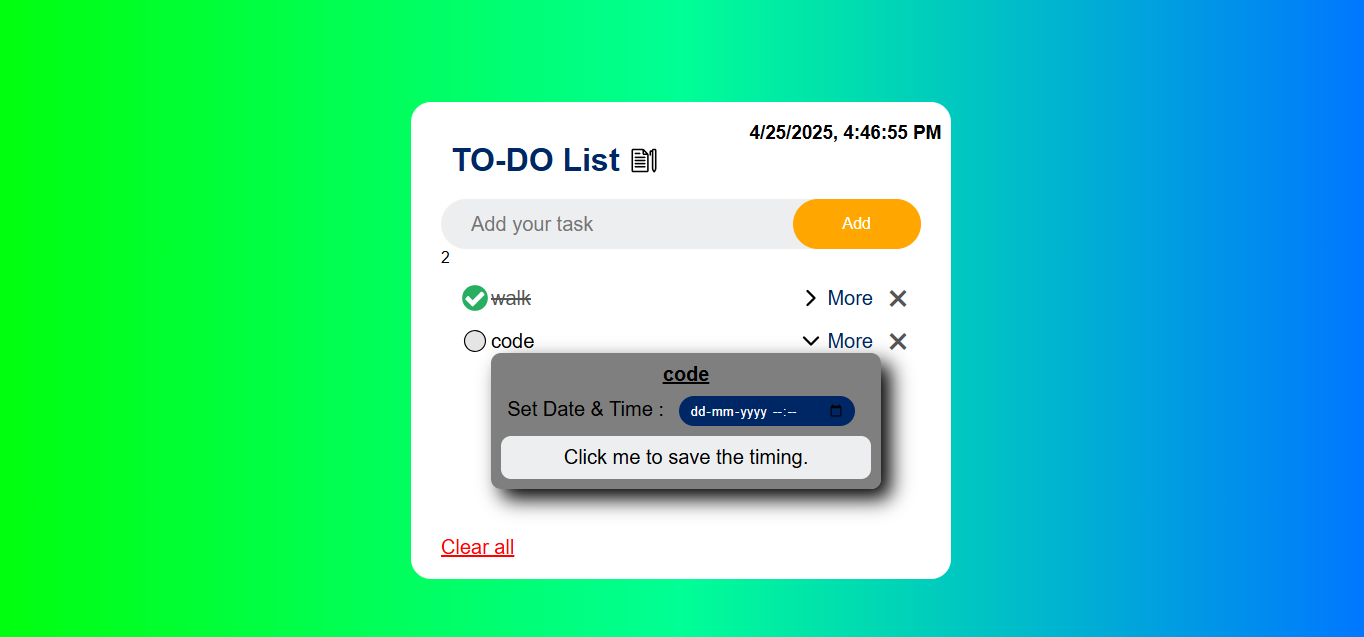 4/25/2025, 4:46:55 PM
TO-DO List
Add your task Add
2
walk More
code More
code
Set Date & Time : dd-mm-yyyy --:--
Click me to save the timing.
Clear all